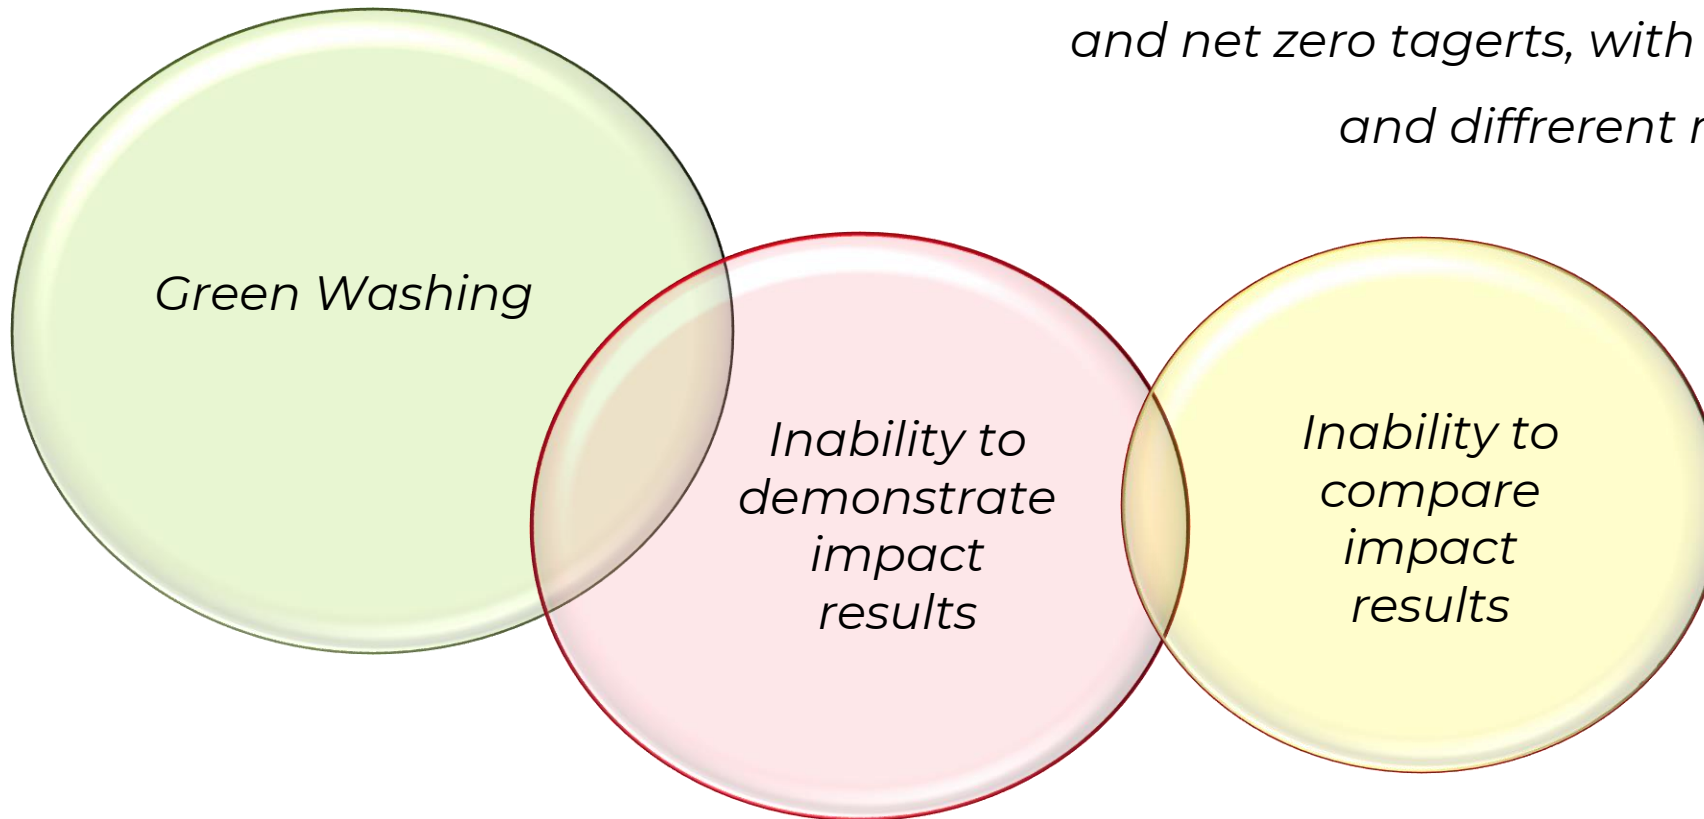 and net zero tagerts, with
and diffrerent
Green Washing
Inability to
demonstrate
impact
results
Inability to
compare
impact
results